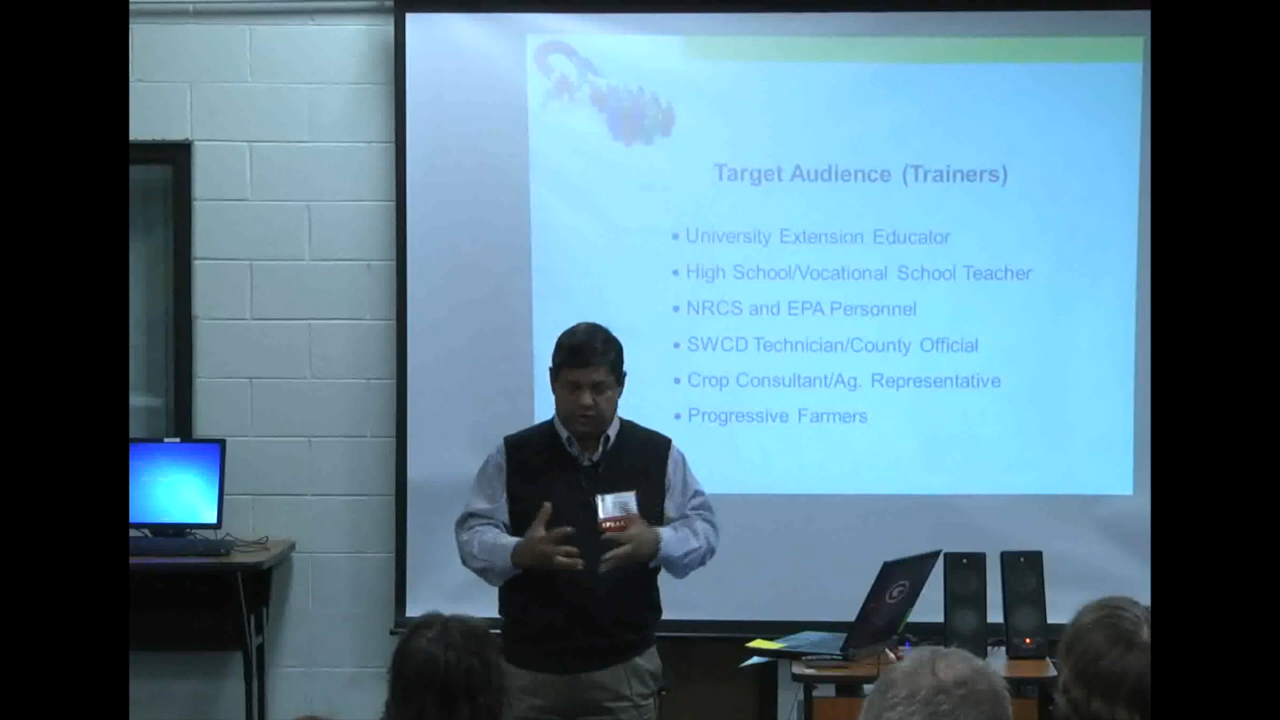 Target Audience (Trainers)
• University Extension Educator
• High School/Vocational School Teacher
• NRCS and EPA Personnel
• SWCD Technician/County Official
• Crop Consultant/Ag. Representative
• Progressive Farmers